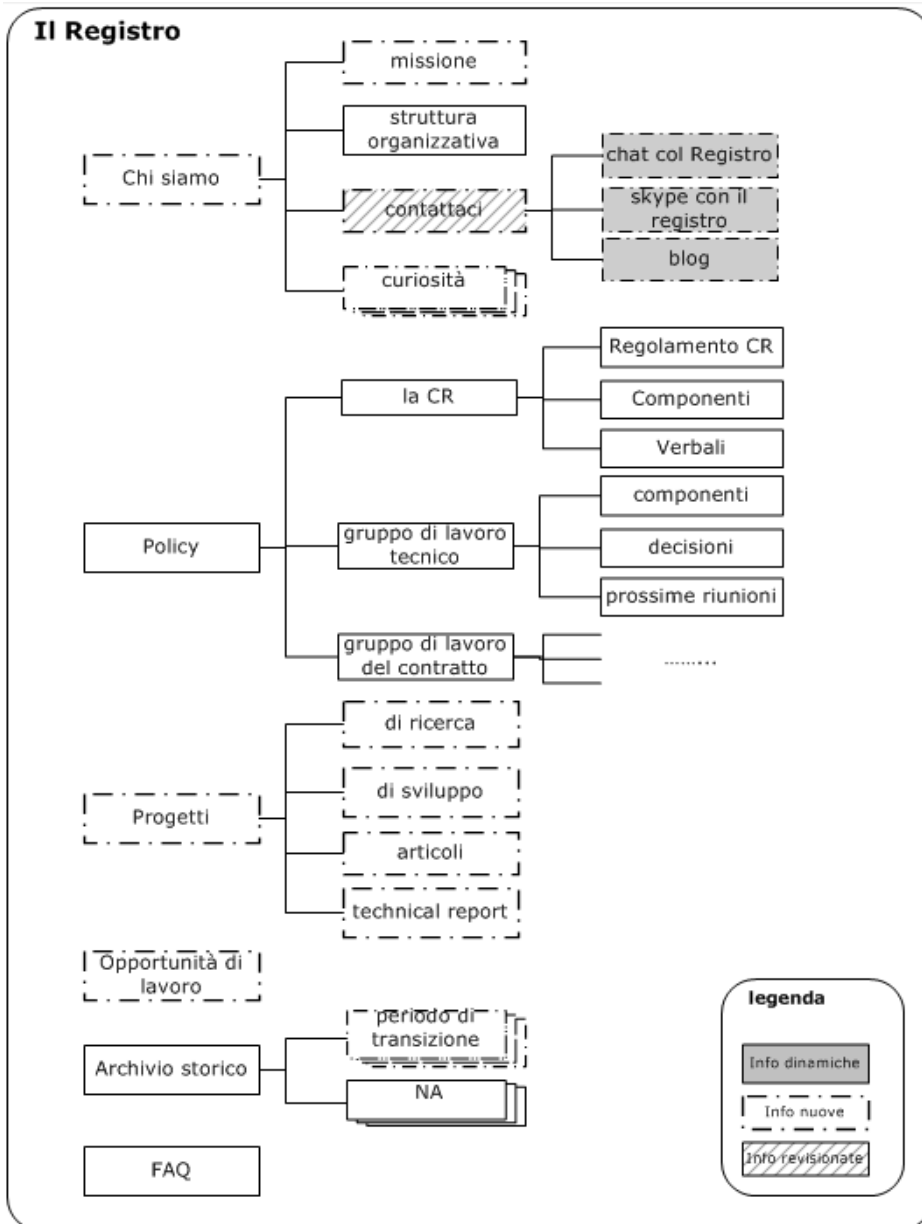 Il Registro
missione
struttura
organizzativa
Chi siamo
contattaci
curiosità
chat col Registro
skype con il
registro
blog
Policy
la CR
Regolamento CR
Componenti
Verbali
gruppo di lavoro
tecnico
componenti
decisioni
prossime riunioni
gruppo di lavoro
del contratto
.........
Progetti
di ricerca
di sviluppo
articoli
technical report
Opportunità di
lavoro
Archivio storico
periodo di
transizione
NA
FAQ
legenda
Info dinamiche
Info nuove
Info revisionate